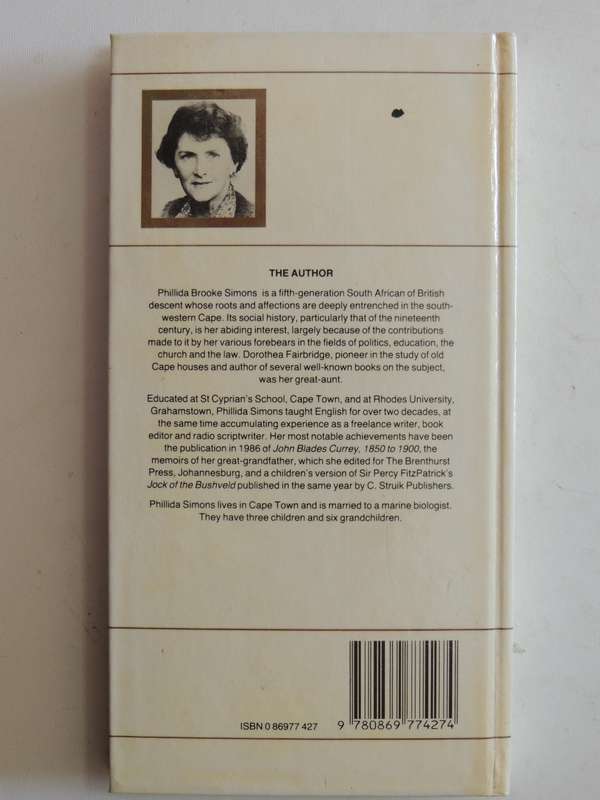 THE AUTHOR
Phillida Brooke Simons is a fifth-generation South African of British
descent whose roots and affections are deeply entrenched in the south-
western Cape. Its social history, particularly that of the nineteenth
century, is her abiding interest, largely because of the contributions
made to it by her various forebears in the fields of politics, education, the
church and the law. Dorothea Fairbridge, pioneer in the study of old
Cape houses and author of several well-known books on the subject,
was her great-aunt.
Educated at St Cyprian's School, Cape Town, and at Rhodes University,
Grahamstown, Phillida Simons taught English for over two decades, at
the same time accumulating experience as a freelance writer, book
editor and radio scriptwriter. Her most notable achievements have been
the publication in 1986 of John Blades Currey, 1850 to 1900, the
memoirs of her great-grandfather, which she edited for The Brenthurst
Press, Johannesburg, and a children's version of Sir Percy FitzPatrick's
Jock of the Bushveld published in the same year by C. Struik Publishers.
Phillida Simons lives in Cape Town and is married to a marine biologist.
They have three children and six grandchildren.
ISBN 0 86977 427
9 780869 774274